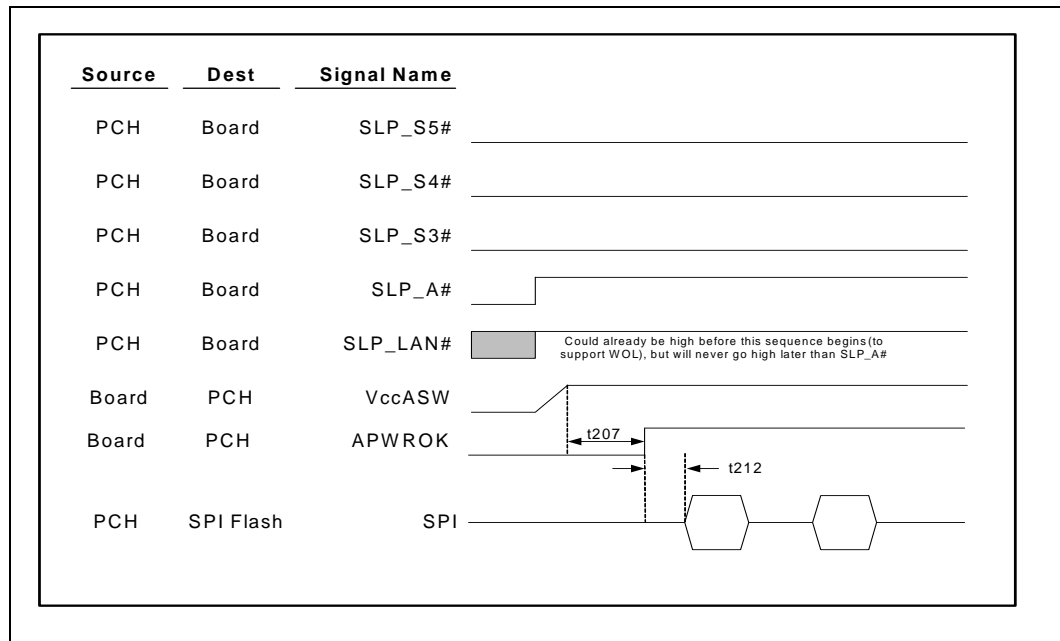 Source Dest Signal Name
PCH Board SLP_S5#
PCH Board SLP_S4#
PCH Board SLP_S3#
PCH Board SLP_A#
PCH Board SLP_LAN#
Could already be high before this sequence begins (to
support WOL), but will never go high later than SLP_A#
Board PCH VccASW
Board PCH APWROK
t207
t212
PCH SPI Flash SPI